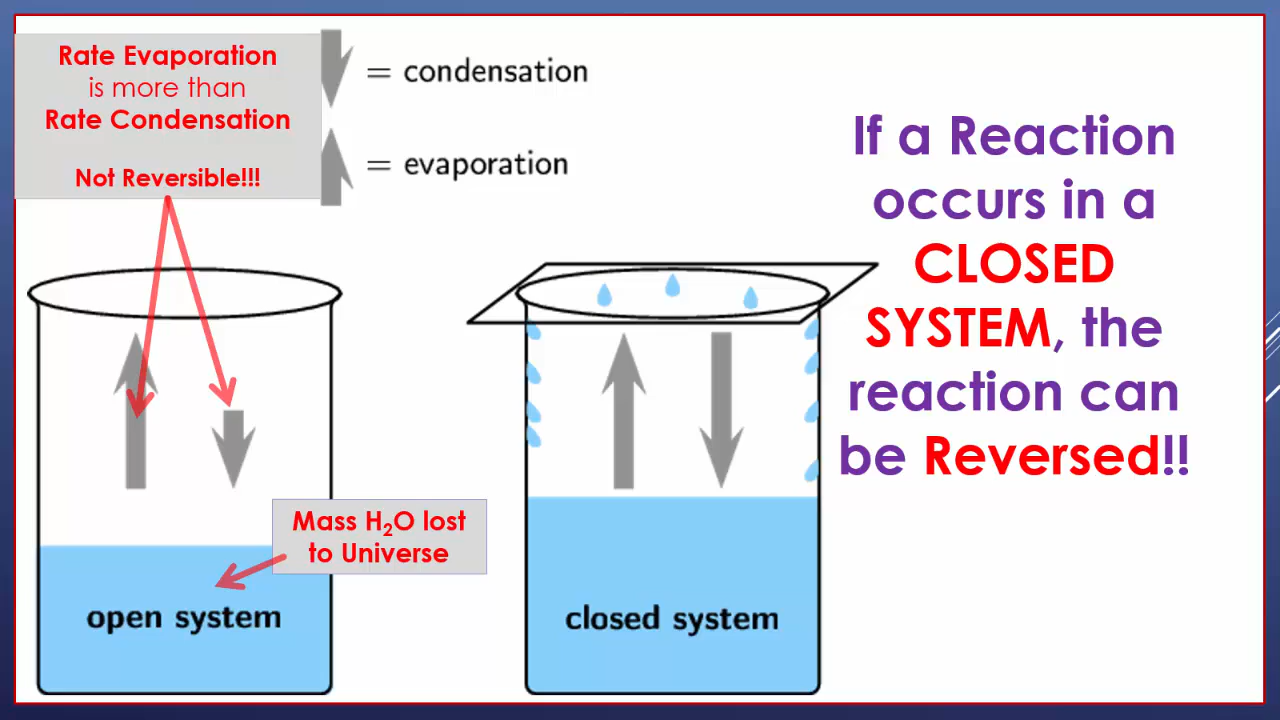 Rate Evaporation
is more than
Rate Condensation
Not Reversible!!!
= condensation
= evaporation
If a Reaction
occurs in a
CLOSED
SYSTEM, the
reaction can
be Reversed!!
Mass H₂O lost
to Universe
open system
closed system